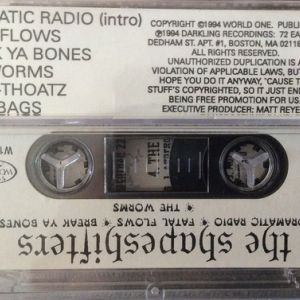 ATIC RADIO (intro)
FLOWS
K YA BONES
ORMS
-THOATZ
BAGS
COPYRIGHT ©1994 WORLD ONE. PUBLI
℗1994 DARKLING RECORDINGS: 72 EA
DEDHAM ST. APT. #1, BOSTON, MA 0211
ALL RIGHTS RESERVED.
UNAUTHORIZED DUPLICATION IS A
VIOLATION OF APPLICABLE LAWS, BUT
HOPE YOU DO IT ANYWAY, 'CAUSE T
STUFF'S COPYRIGHTED, SO IT JUST EN
BEING FREE PROMOTION FOR US
EXECUTIVE PRODUCER: MATT REYE
the shapeshifters
DRAMATIC RADIO * FATAL FLOWS * BREAK YA BONES
* THE WORMS